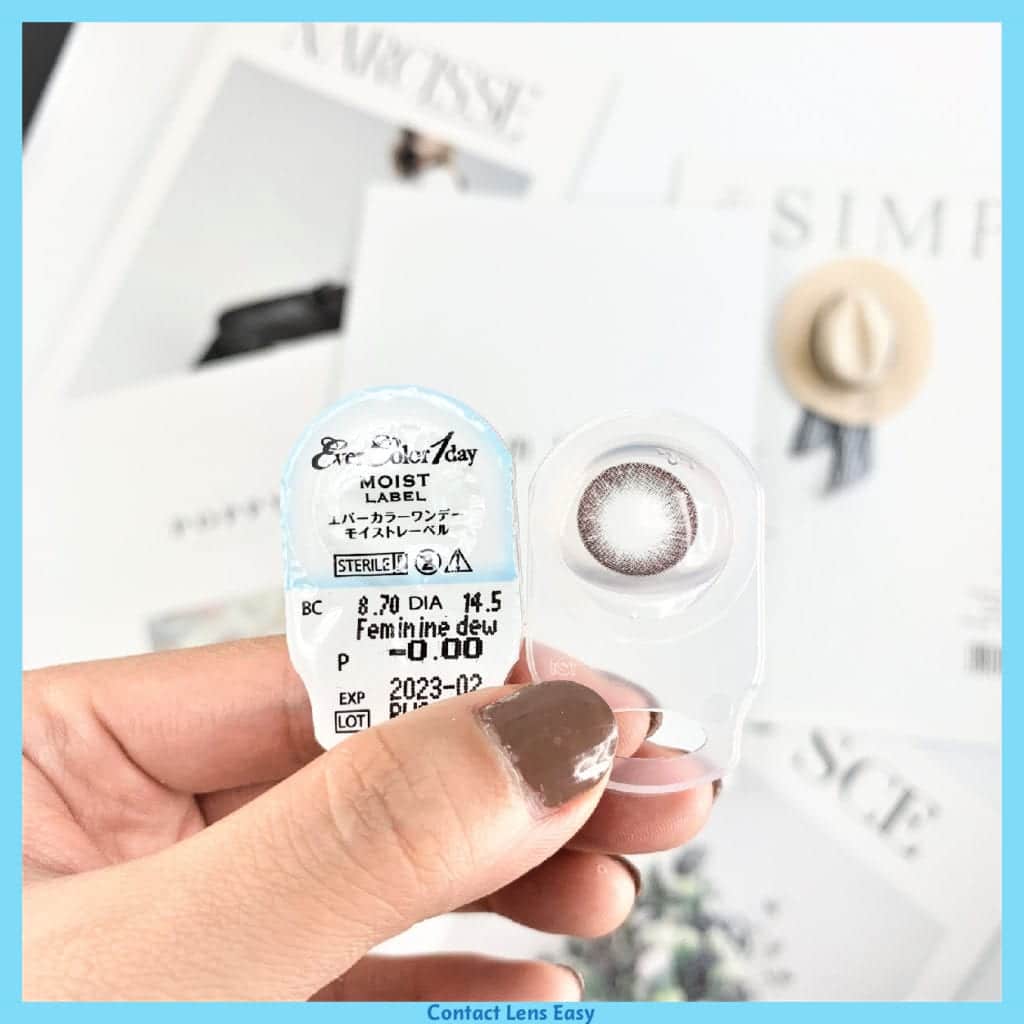 NARCISSE
SIMP
EverColor1day
MOIST
LABEL
エバーカラーワンデー
モイストレーベル
STERILE
2
BC 8.70 DIA 14.5
Feminine dew
P -0.00
EXP 2023-02
LOT
SCE
Contact Lens Easy